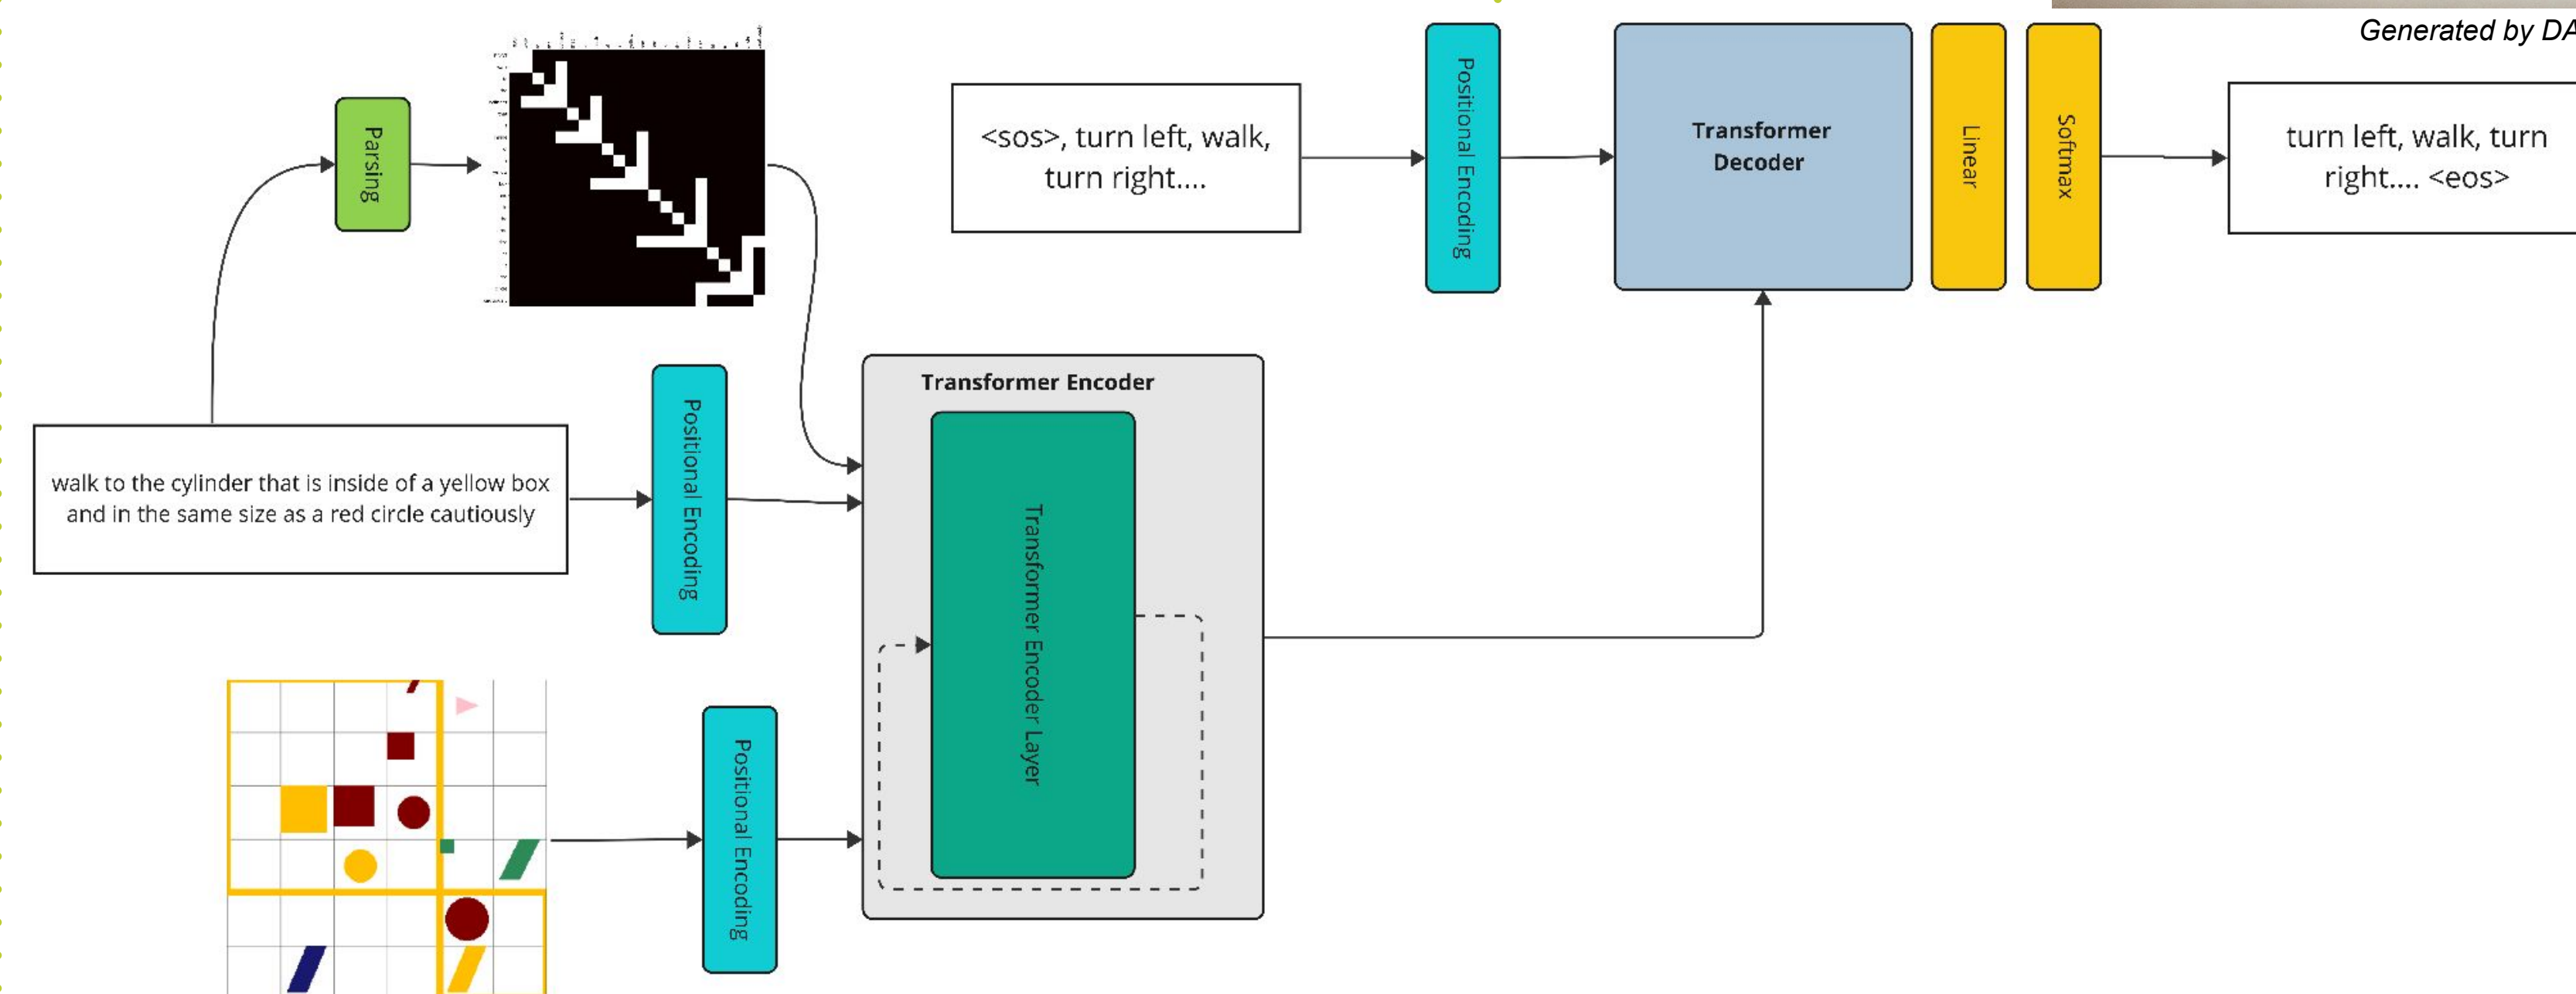 Generated by DA
Parsing
<sos>, turn left, walk,
turn right....
Positional Encoding
Transformer
Decoder
Linear
Softmax
turn left, walk, turn
right.... <eos>
walk to the cylinder that is inside of a yellow box
and in the same size as a red circle cautiously
Positional Encoding
Transformer Encoder
Transformer Encoder Layer
Positional Encoding